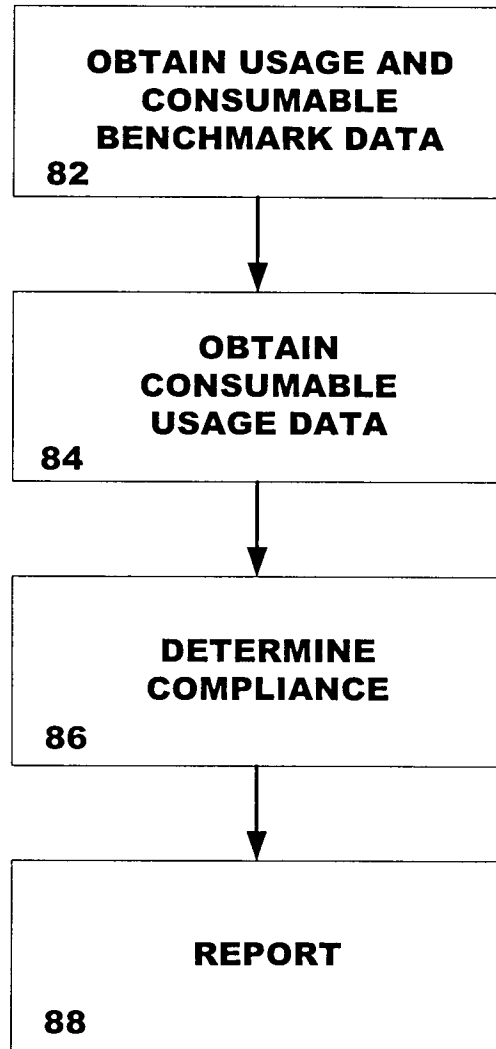 OBTAIN USAGE AND
CONSUMABLE
BENCHMARK DATA
82
OBTAIN
CONSUMABLE
USAGE DATA
84
DETERMINE
COMPLIANCE
86
REPORT
88